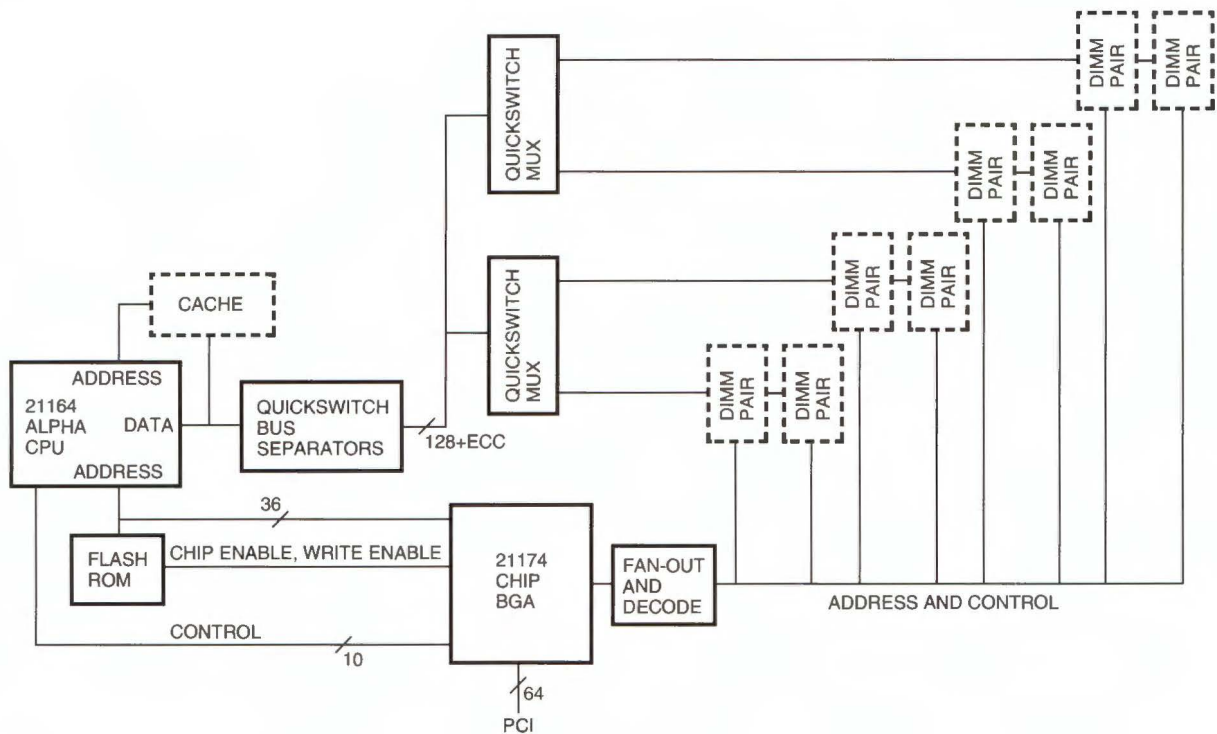 QUICKSWITCH
MUX
DIMM
PAIR
DIMM
PAIR
DIMM
PAIR
DIMM
PAIR
QUICKSWITCH
MUX
DIMM
PAIR
DIMM
PAIR
DIMM
PAIR
DIMM
PAIR
CACHE
ADDRESS
21164
ALPHA
CPU
DATA
ADDRESS
QUICKSWITCH
BUS
SEPARATORS
128+ECC
36
FLASH
ROM
CHIP ENABLE, WRITE ENABLE
CONTROL
10
21174
CHIP
BGA
FAN-OUT
AND
DECODE
ADDRESS AND CONTROL
64
PCI